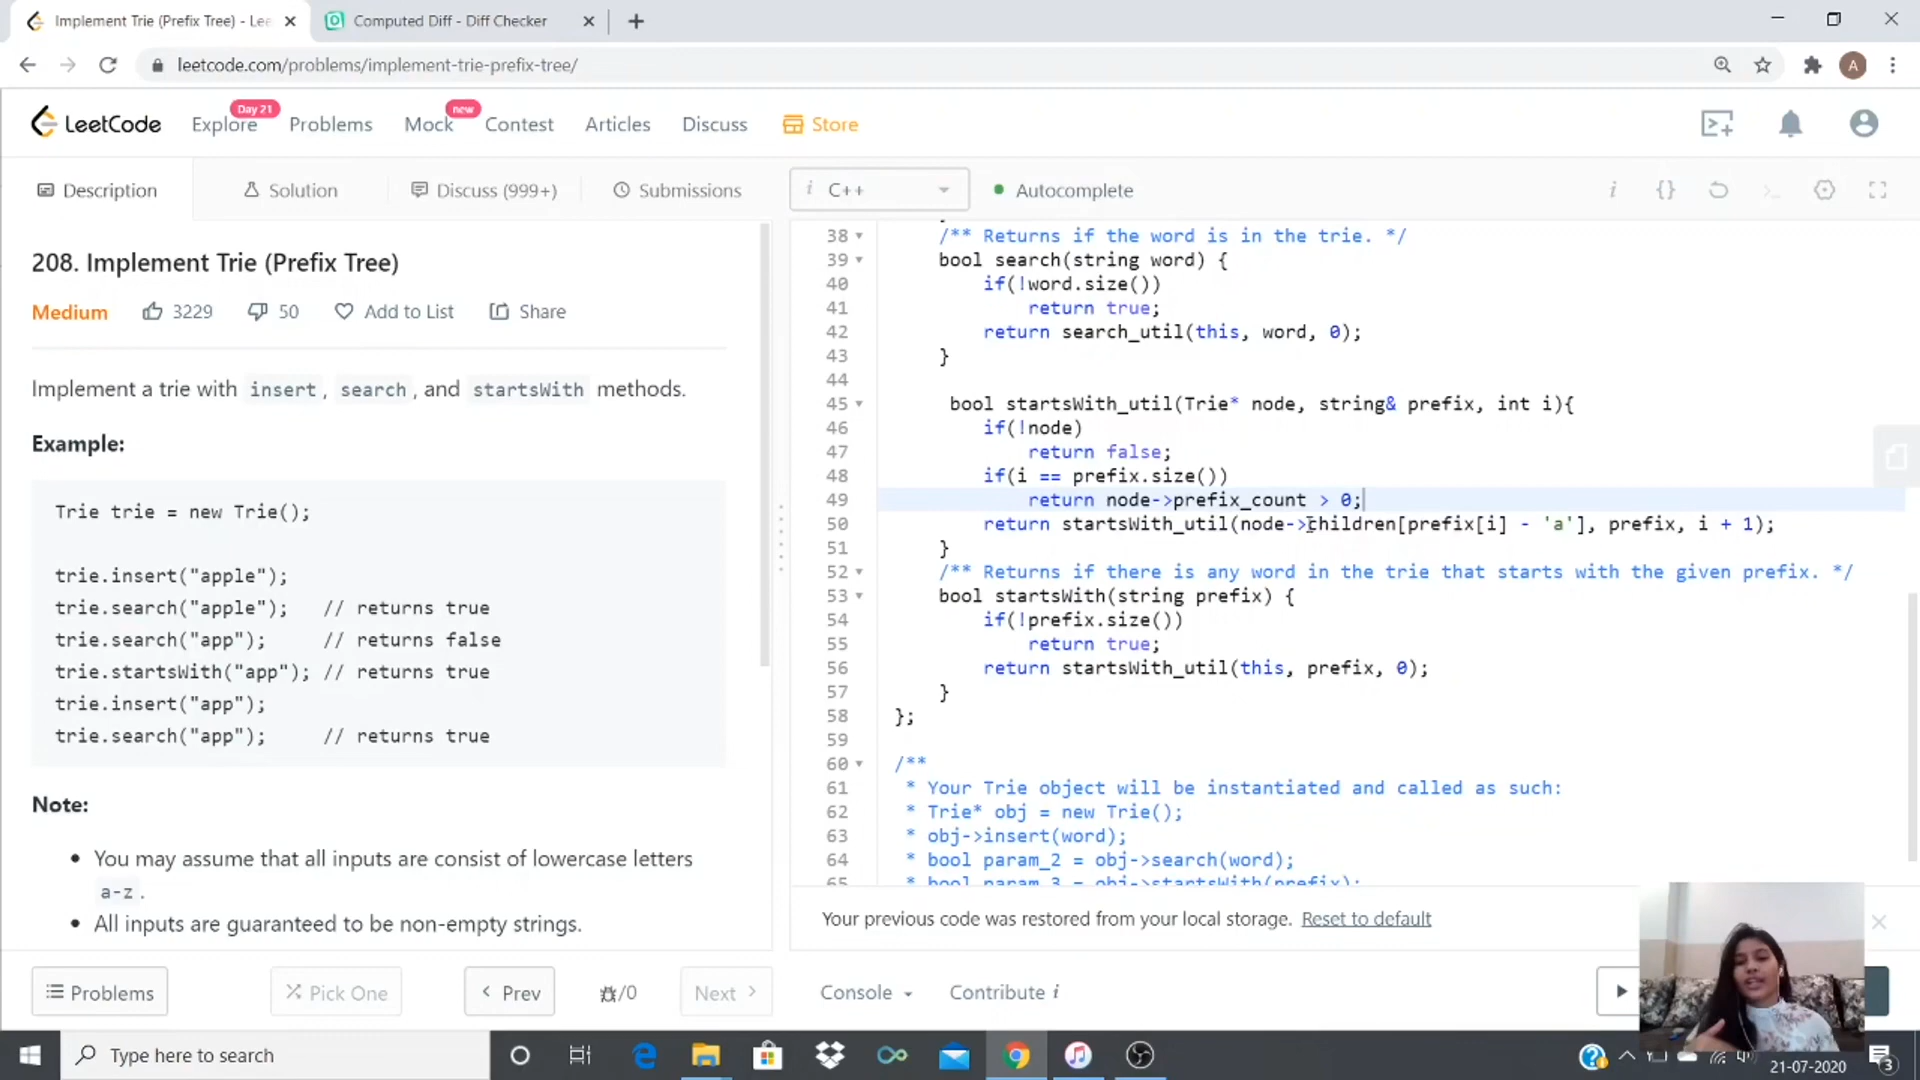 Implement Trie (Prefix Tree) - Lee
Computed Diff - Diff Checker
leetcode.com/problems/implement-trie-prefix-tree/
A
LeetCode
Explore
Day 21
Problems
Mock
new
Contest
Articles
Discuss
Store
Description
Solution
Discuss (999+)
Submissions
i C++
Autocomplete
208. Implement Trie (Prefix Tree)
Medium
3229
50
Add to List
Share
Implement a trie with insert, search, and startsWith methods.
Example:
Trie trie = new Trie();
trie.insert("apple");
trie.search("apple");   // returns true
trie.search("app");     // returns false
trie.startsWith("app"); // returns true
trie.insert("app");
trie.search("app");     // returns true
Note:
You may assume that all inputs are consist of lowercase letters
a-z .
All inputs are guaranteed to be non-empty strings.
38 /** Returns if the word is in the trie. */
39 bool search(string word) {
40 if(!word.size())
41 return true;
42 return search_util(this, word, 0);
43 }
44
45 bool startsWith_util(Trie* node, string& prefix, int i){
46 if(!node)
47 return false;
48 if(i == prefix.size())
49 return node->prefix_count > 0;
50 return startsWith_util(node->children[prefix[i] - 'a'], prefix, i + 1);
51 }
52 /** Returns if there is any word in the trie that starts with the given prefix. */
53 bool startsWith(string prefix) {
54 if(!prefix.size())
55 return true;
56 return startsWith_util(this, prefix, 0);
57 }
58 };
59
60 /**
61 * Your Trie object will be instantiated and called as such:
62 * Trie* obj = new Trie();
63 * obj->insert(word);
64 * bool param_2 = obj->search(word);
65 * bool param_3 = obj->startsWith(prefix);
Your previous code was restored from your local storage. Reset to default
Problems
Pick One
Prev
/0
Next
Console
Contribute i
Type here to search
21-07-2020
3